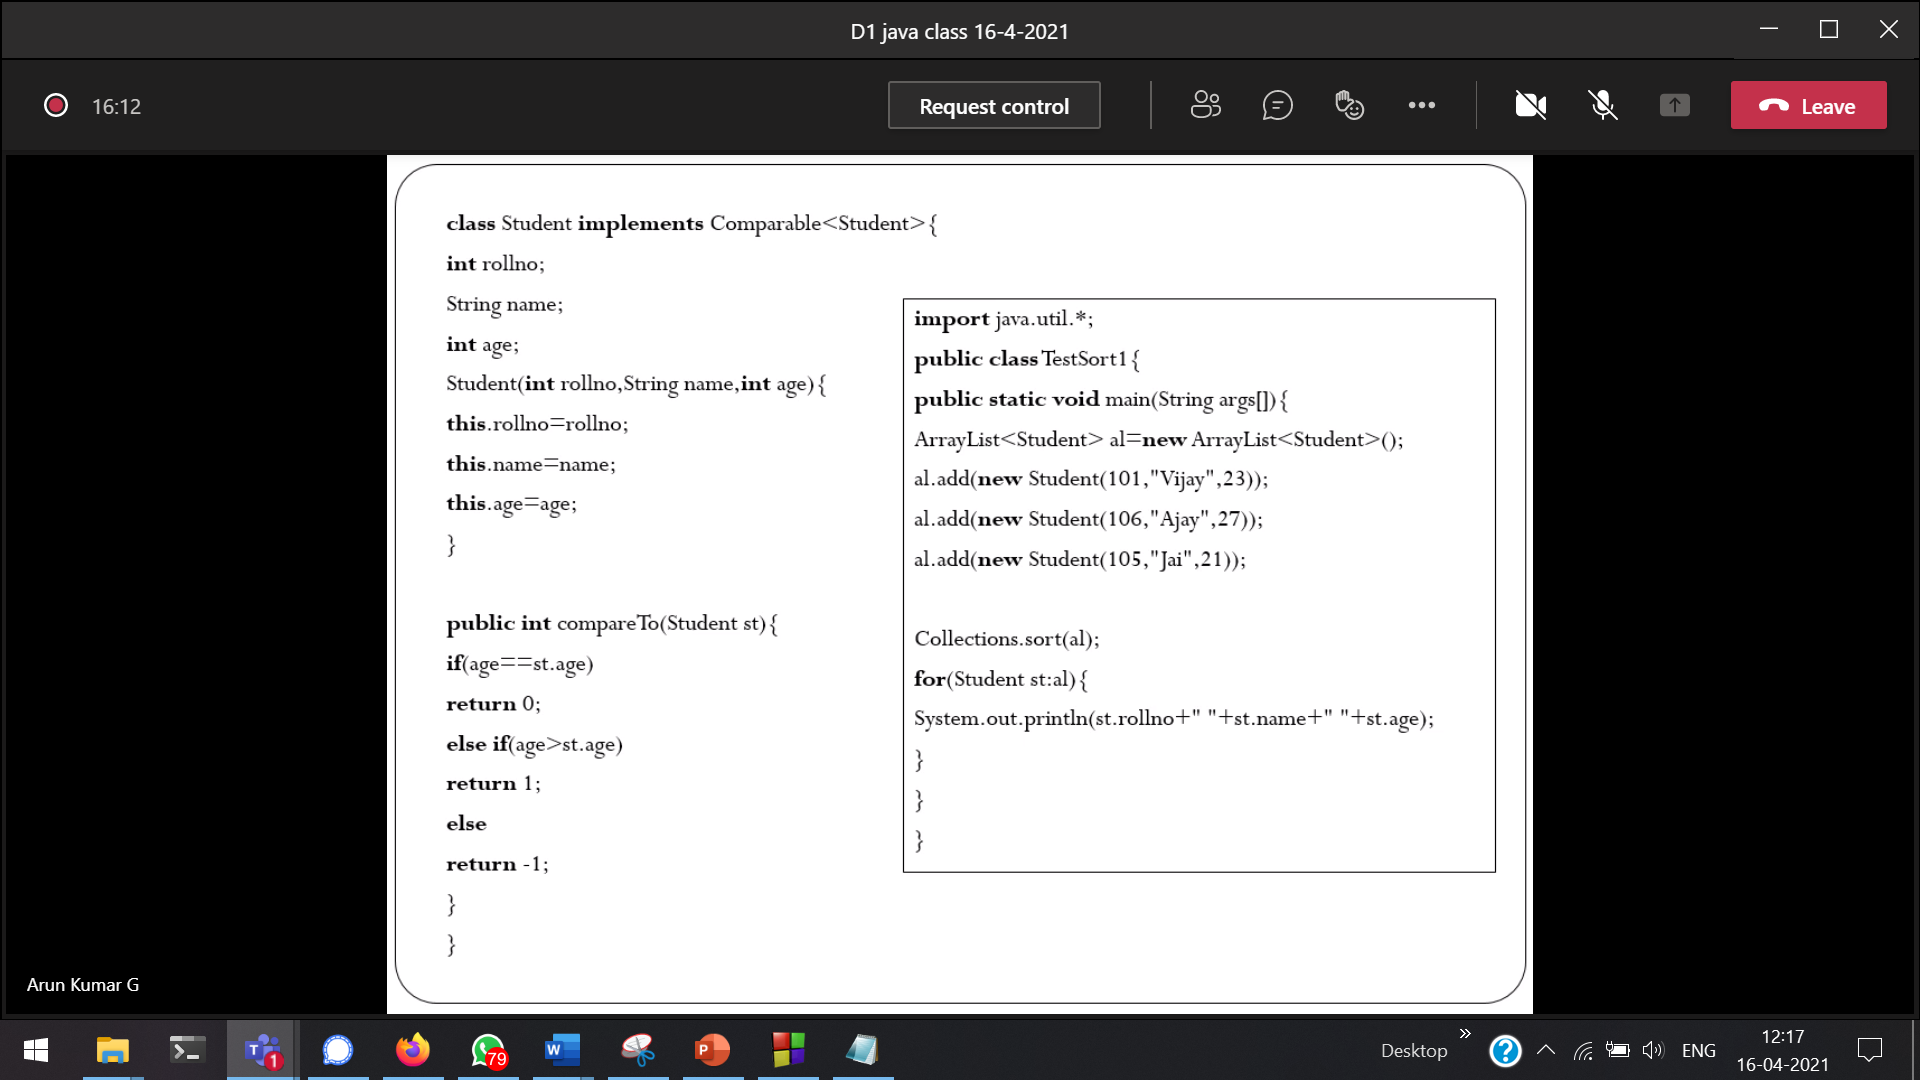 D1 java class 16-4-2021
16:12
Request control
Leave
class Student implements Comparable<Student>{
int rollno;
String name;
int age;
Student(int rollno,String name,int age){
this.rollno=rollno;
this.name=name;
this.age=age;
}
public int compareTo(Student st){
if(age==st.age)
return 0;
else if(age>st.age)
return 1;
else
return -1;
}
}
import java.util.*;
public class TestSort1{
public static void main(String args[]){
ArrayList<Student> al=new ArrayList<Student>();
al.add(new Student(101,"Vijay",23));
al.add(new Student(106,"Ajay",27));
al.add(new Student(105,"Jai",21));
Collections.sort(al);
for(Student st:al){
System.out.println(st.rollno+" "+st.name+" "+st.age);
}
}
}
Arun Kumar G
T 1
79
W
P
Desktop
?
ENG
12:17
16-04-2021